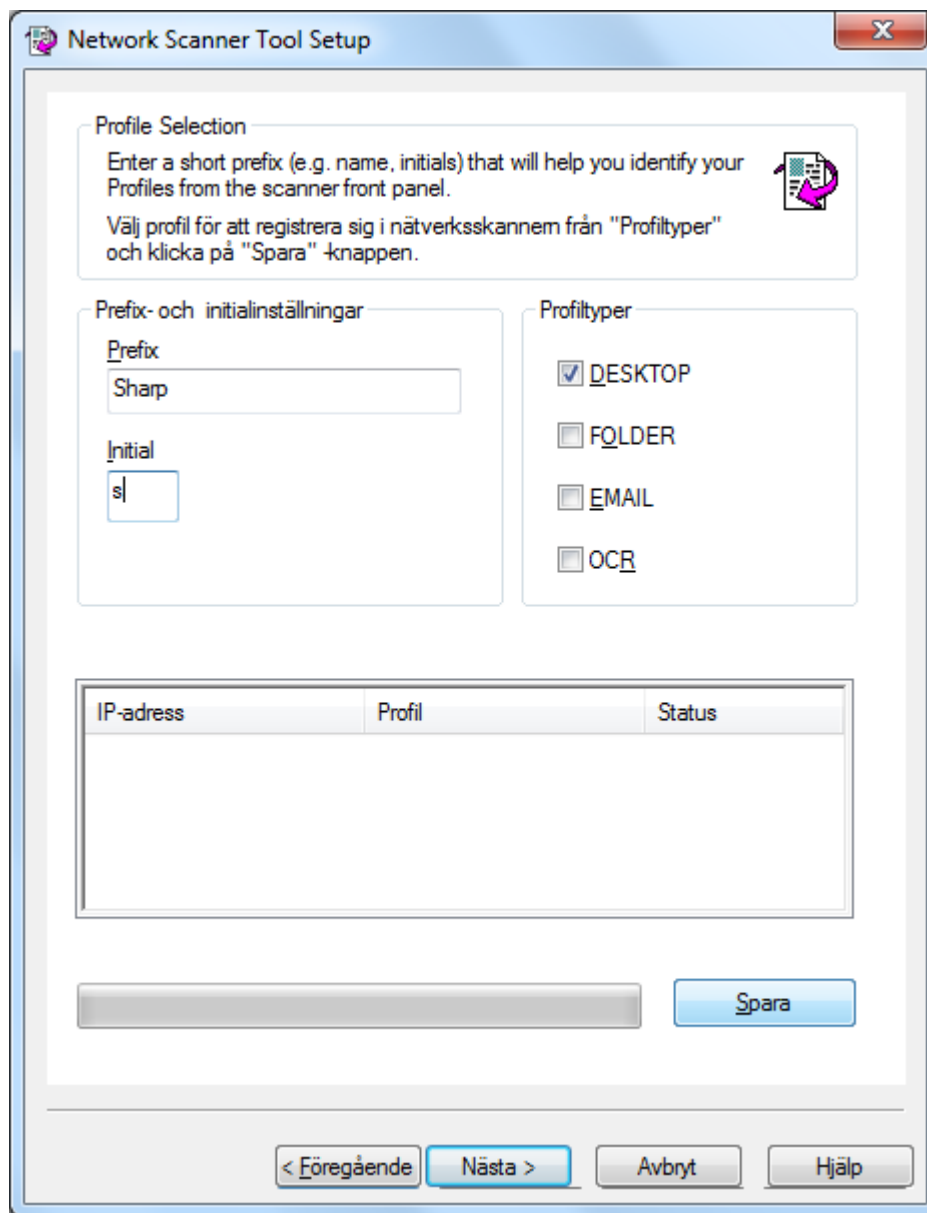 Network Scanner Tool Setup
Profile Selection
Enter a short prefix (e.g. name, initials) that will help you identify your
Profiles from the scanner front panel.
Välj profil för att registrera sig i nätverksskannern från "Profiltyper"
och klicka på "Spara" -knappen.
Prefix- och initialinställningar
Prefix
Sharp
Initial
s
Profiltyper
DESKTOP
FOLDER
EMAIL
OCR
IP-adress Profil Status
Spara
< Föregående Nästa > Avbryt Hjälp